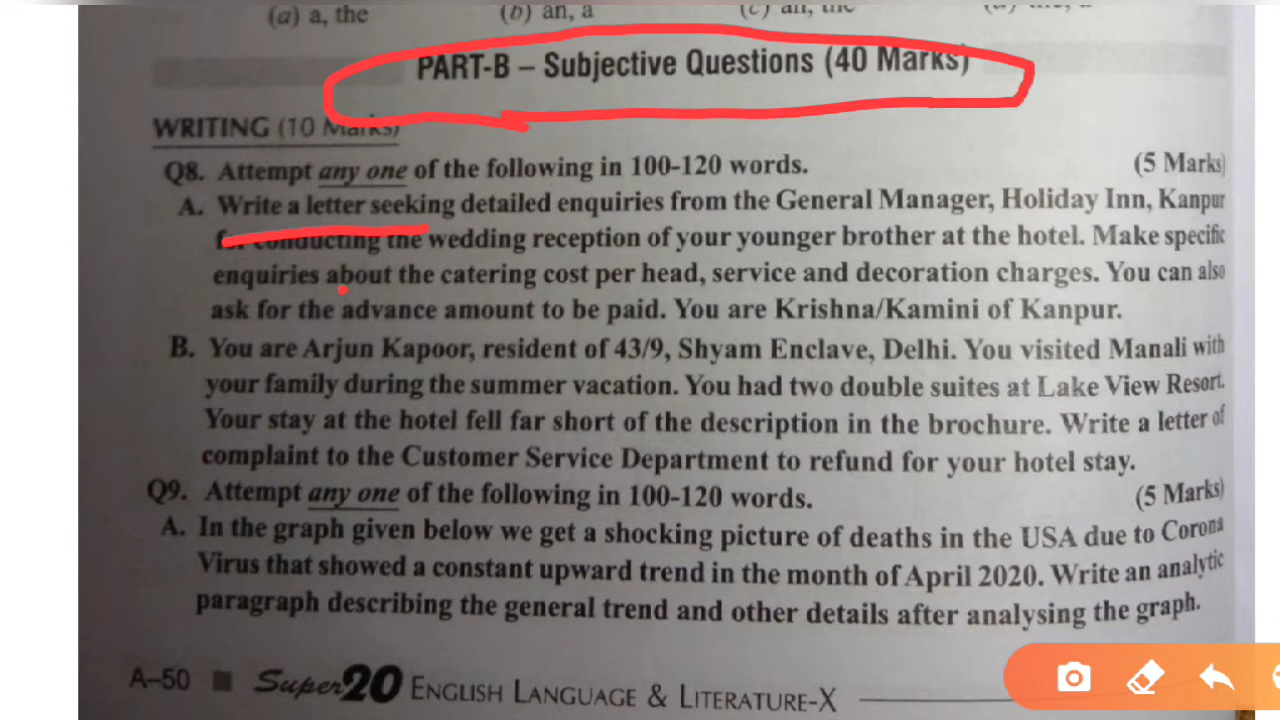 (a) a, the (b) an, a (c) an, the
PART-B – Subjective Questions (40 Marks)
WRITING (10 Marks)
Q8. Attempt any one of the following in 100-120 words. (5 Marks)
A. Write a letter seeking detailed enquiries from the General Manager, Holiday Inn, Kanpur
for conducting the wedding reception of your younger brother at the hotel. Make specific
enquiries about the catering cost per head, service and decoration charges. You can also
ask for the advance amount to be paid. You are Krishna/Kamini of Kanpur.
B. You are Arjun Kapoor, resident of 43/9, Shyam Enclave, Delhi. You visited Manali with
your family during the summer vacation. You had two double suites at Lake View Resort.
Your stay at the hotel fell far short of the description in the brochure. Write a letter of
complaint to the Customer Service Department to refund for your hotel stay.
Q9. Attempt any one of the following in 100-120 words. (5 Marks)
A. In the graph given below we get a shocking picture of deaths in the USA due to Corona
Virus that showed a constant upward trend in the month of April 2020. Write an analytic
paragraph describing the general trend and other details after analysing the graph.
A–50 Super20 ENGLISH LANGUAGE & LITERATURE-X